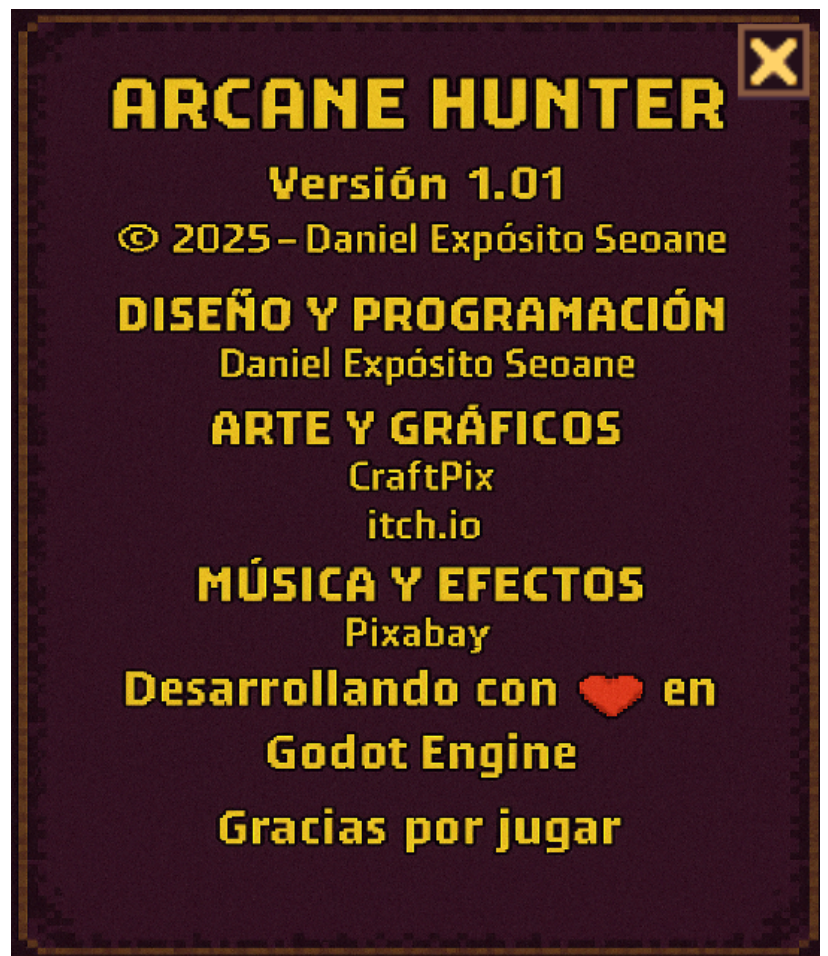 ARCANE HUNTER
Versión 1.01
© 2025 – Daniel Expósito Seoane
DISEÑO Y PROGRAMACIÓN
Daniel Expósito Seoane
ARTE Y GRÁFICOS
CraftPix
itch.io
MÚSICA Y EFECTOS
Pixabay
Desarrollando con ❤ en
Godot Engine
Gracias por jugar